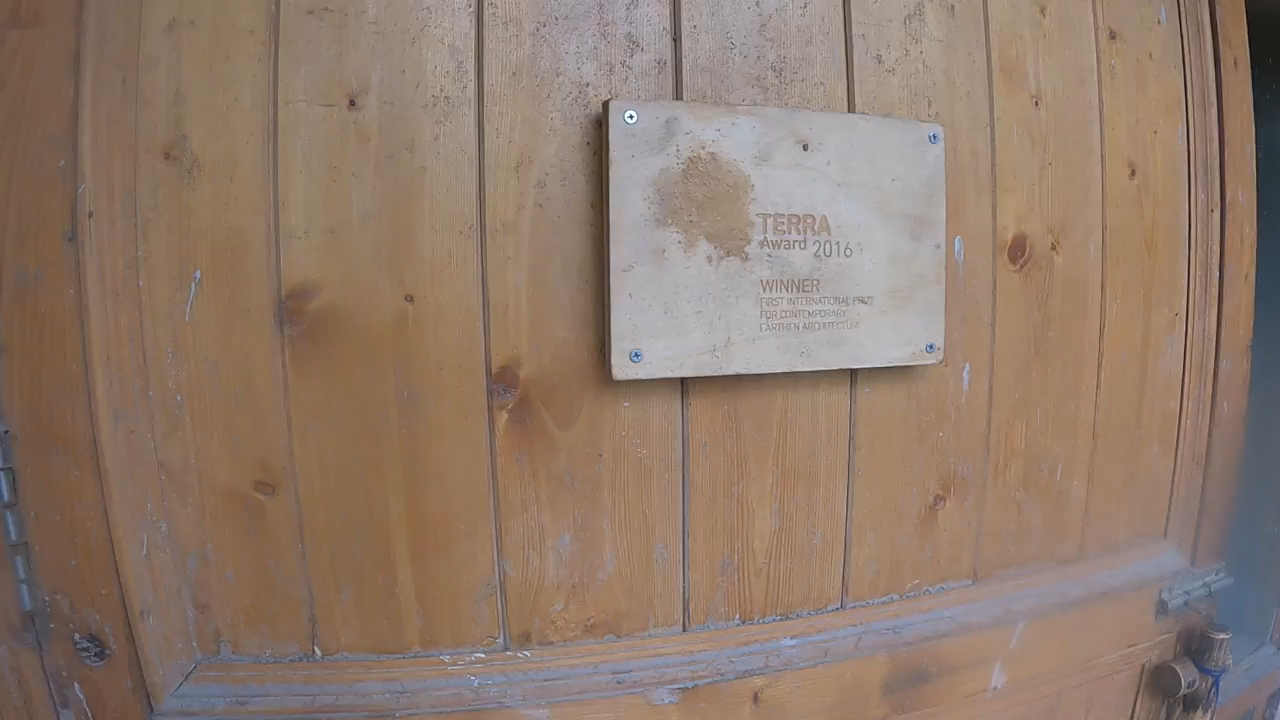 TERRA
Award 2016
WINNER
FIRST INTERNATIONAL PRIZE
FOR CONTEMPORARY
EARTHEN ARCHITECTURE